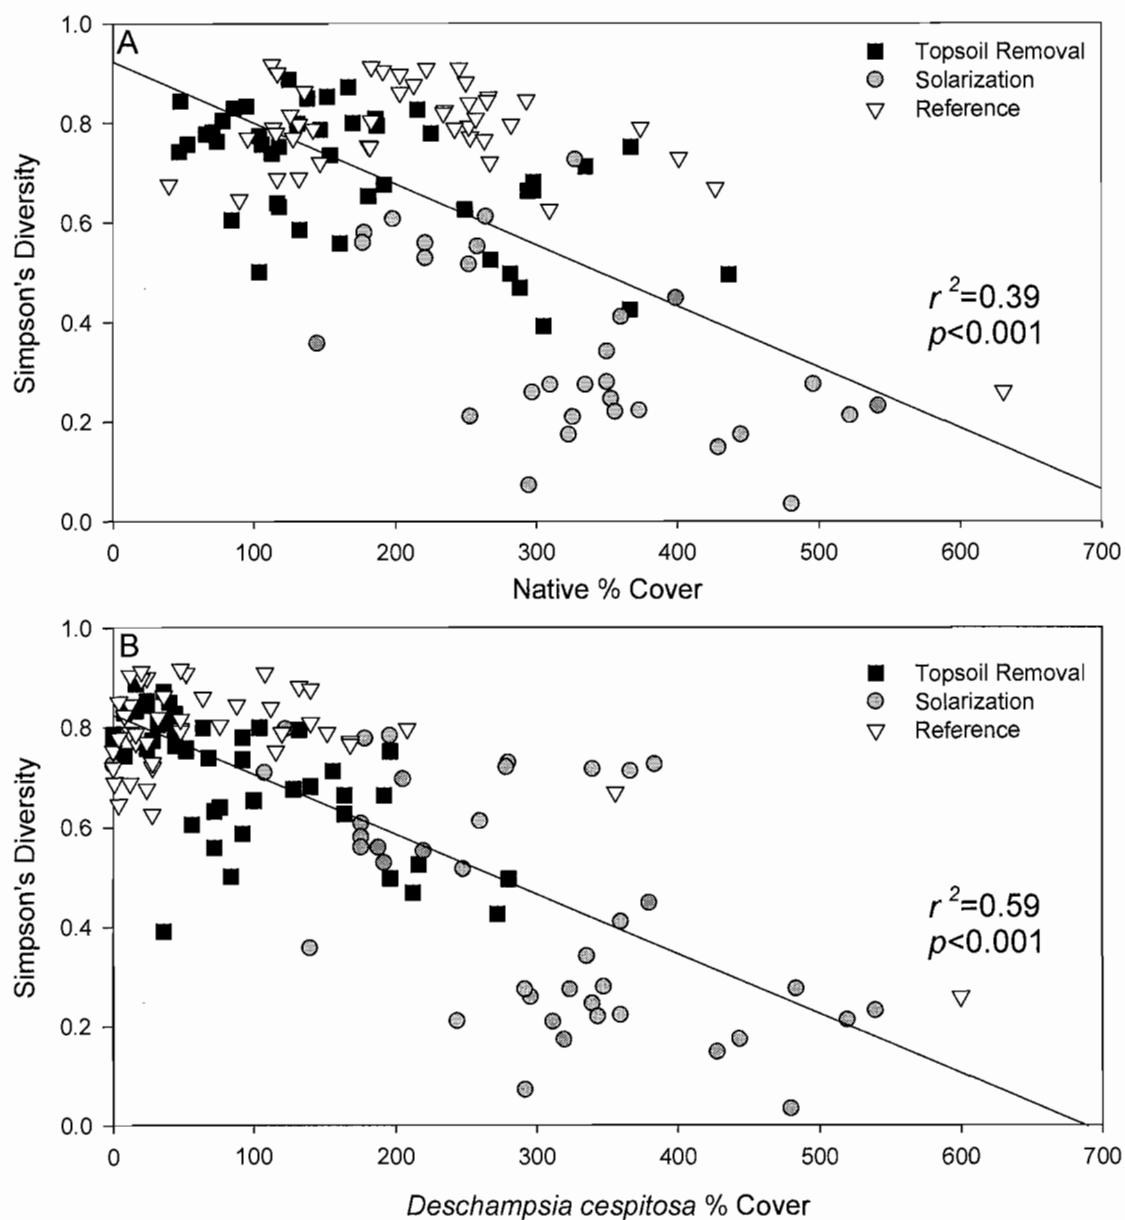 A
1.0
0.8
0.6
0.4
0.2
0.0
Simpson's Diversity
Topsoil Removal
Solarization
Reference
r 2=0.39
p<0.001
0 100 200 300 400 500 600 700
Native % Cover
B
1.0
0.8
0.6
0.4
0.2
0.0
Simpson's Diversity
Topsoil Removal
Solarization
Reference
r 2=0.59
p<0.001
0 100 200 300 400 500 600 700
Deschampsia cespitosa % Cover